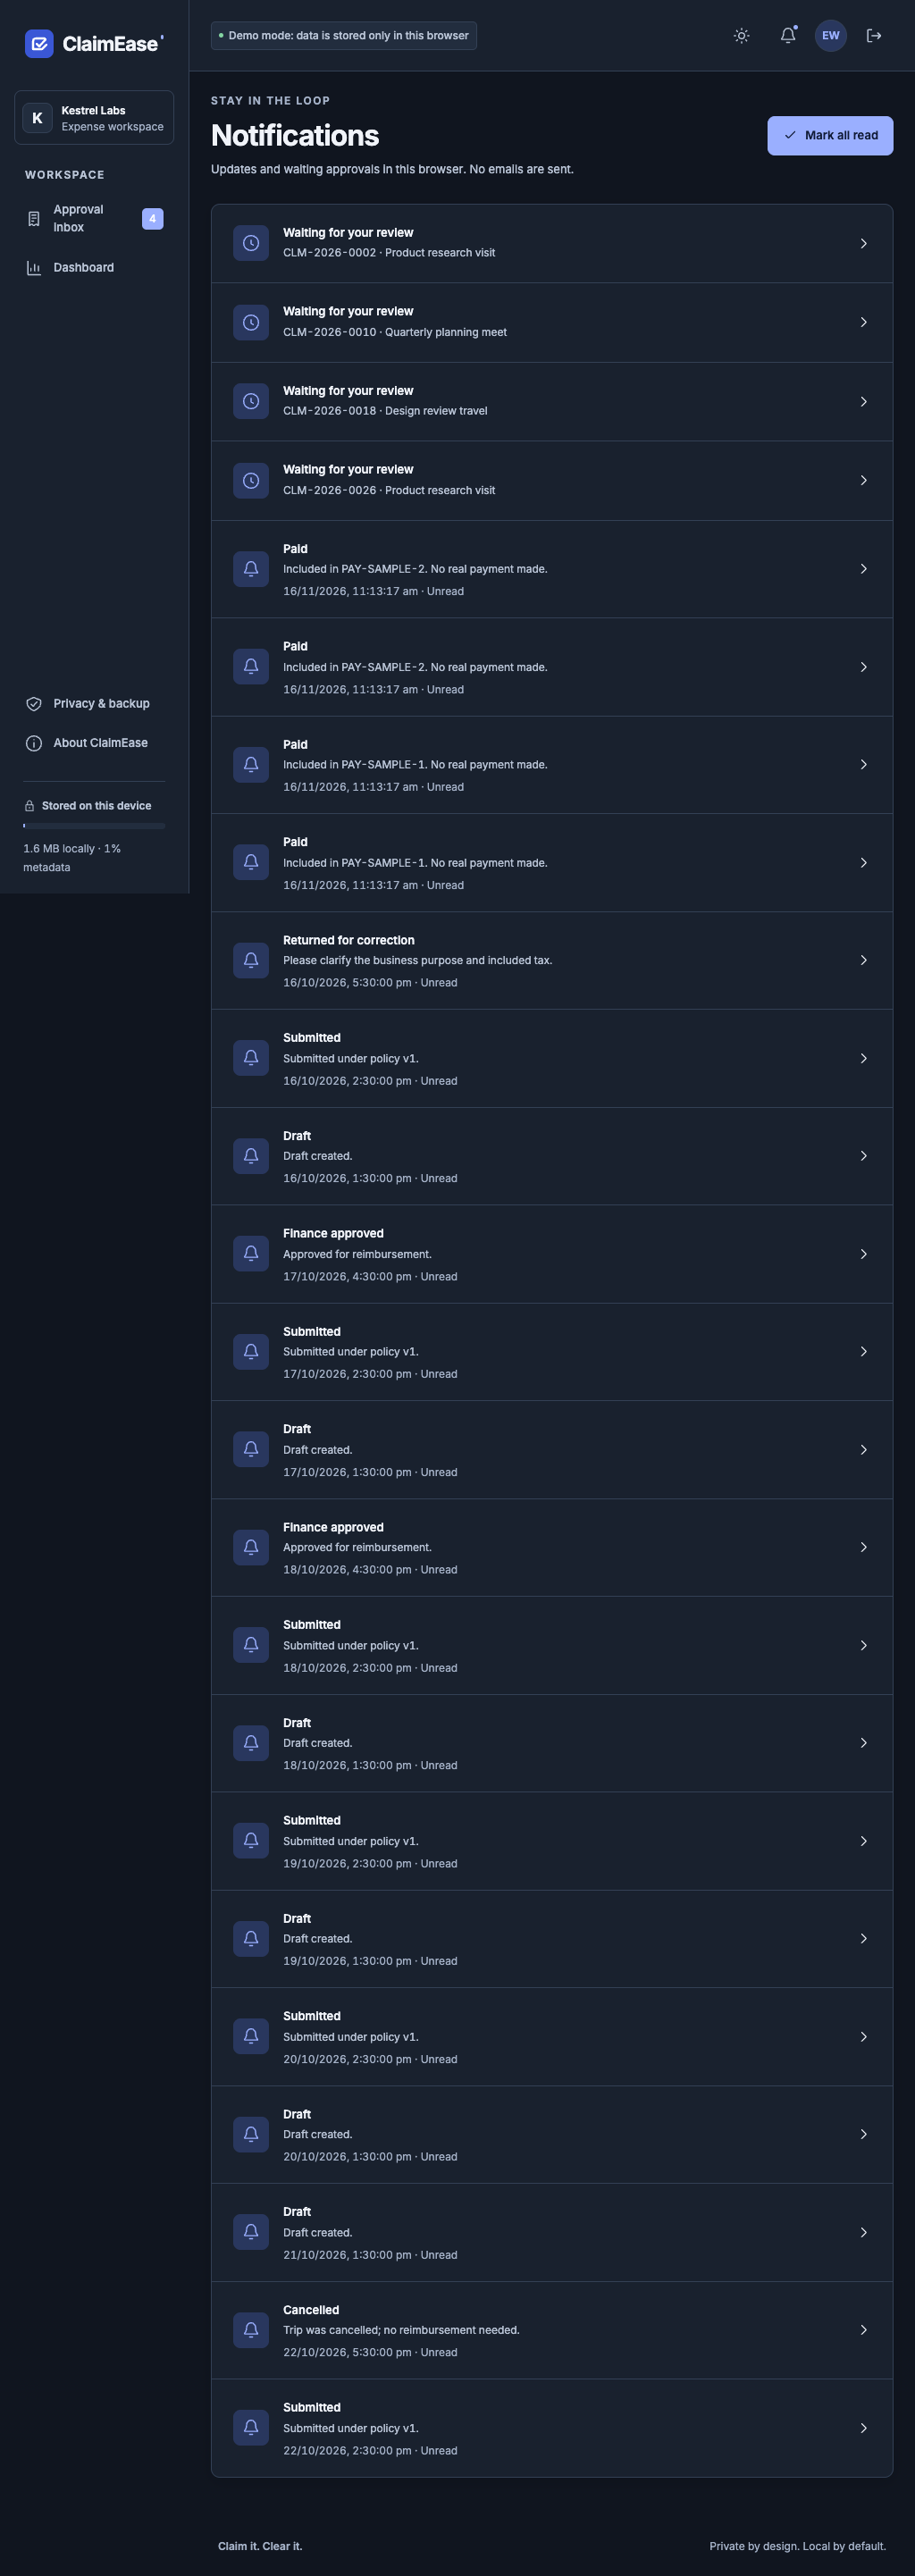 ClaimEase
K
Kestrel Labs
Expense workspace
WORKSPACE
Approval
Inbox
4
Dashboard
Privacy & backup
About ClaimEase
Stored on this device
1.6 MB locally · 1%
metadata
Demo mode: data is stored only in this browser
EW
STAY IN THE LOOP
Notifications
Updates and waiting approvals in this browser. No emails are sent.
Mark all read
Waiting for your review
CLM-2026-0002 · Product research visit
Waiting for your review
CLM-2026-0010 · Quarterly planning meet
Waiting for your review
CLM-2026-0018 · Design review travel
Waiting for your review
CLM-2026-0026 · Product research visit
Paid
Included in PAY-SAMPLE-2. No real payment made.
16/11/2026, 11:13:17 am · Unread
Paid
Included in PAY-SAMPLE-2. No real payment made.
16/11/2026, 11:13:17 am · Unread
Paid
Included in PAY-SAMPLE-1. No real payment made.
16/11/2026, 11:13:17 am · Unread
Paid
Included in PAY-SAMPLE-1. No real payment made.
16/11/2026, 11:13:17 am · Unread
Returned for correction
Please clarify the business purpose and included tax.
16/10/2026, 5:30:00 pm · Unread
Submitted
Submitted under policy v1.
16/10/2026, 2:30:00 pm · Unread
Draft
Draft created.
16/10/2026, 1:30:00 pm · Unread
Finance approved
Approved for reimbursement.
17/10/2026, 4:30:00 pm · Unread
Submitted
Submitted under policy v1.
17/10/2026, 2:30:00 pm · Unread
Draft
Draft created.
17/10/2026, 1:30:00 pm · Unread
Finance approved
Approved for reimbursement.
18/10/2026, 4:30:00 pm · Unread
Submitted
Submitted under policy v1.
18/10/2026, 2:30:00 pm · Unread
Draft
Draft created.
18/10/2026, 1:30:00 pm · Unread
Submitted
Submitted under policy v1.
19/10/2026, 2:30:00 pm · Unread
Draft
Draft created.
19/10/2026, 1:30:00 pm · Unread
Submitted
Submitted under policy v1.
20/10/2026, 2:30:00 pm · Unread
Draft
Draft created.
20/10/2026, 1:30:00 pm · Unread
Draft
Draft created.
21/10/2026, 1:30:00 pm · Unread
Cancelled
Trip was cancelled; no reimbursement needed.
22/10/2026, 5:30:00 pm · Unread
Submitted
Submitted under policy v1.
22/10/2026, 2:30:00 pm · Unread
Claim it. Clear it.
Private by design. Local by default.